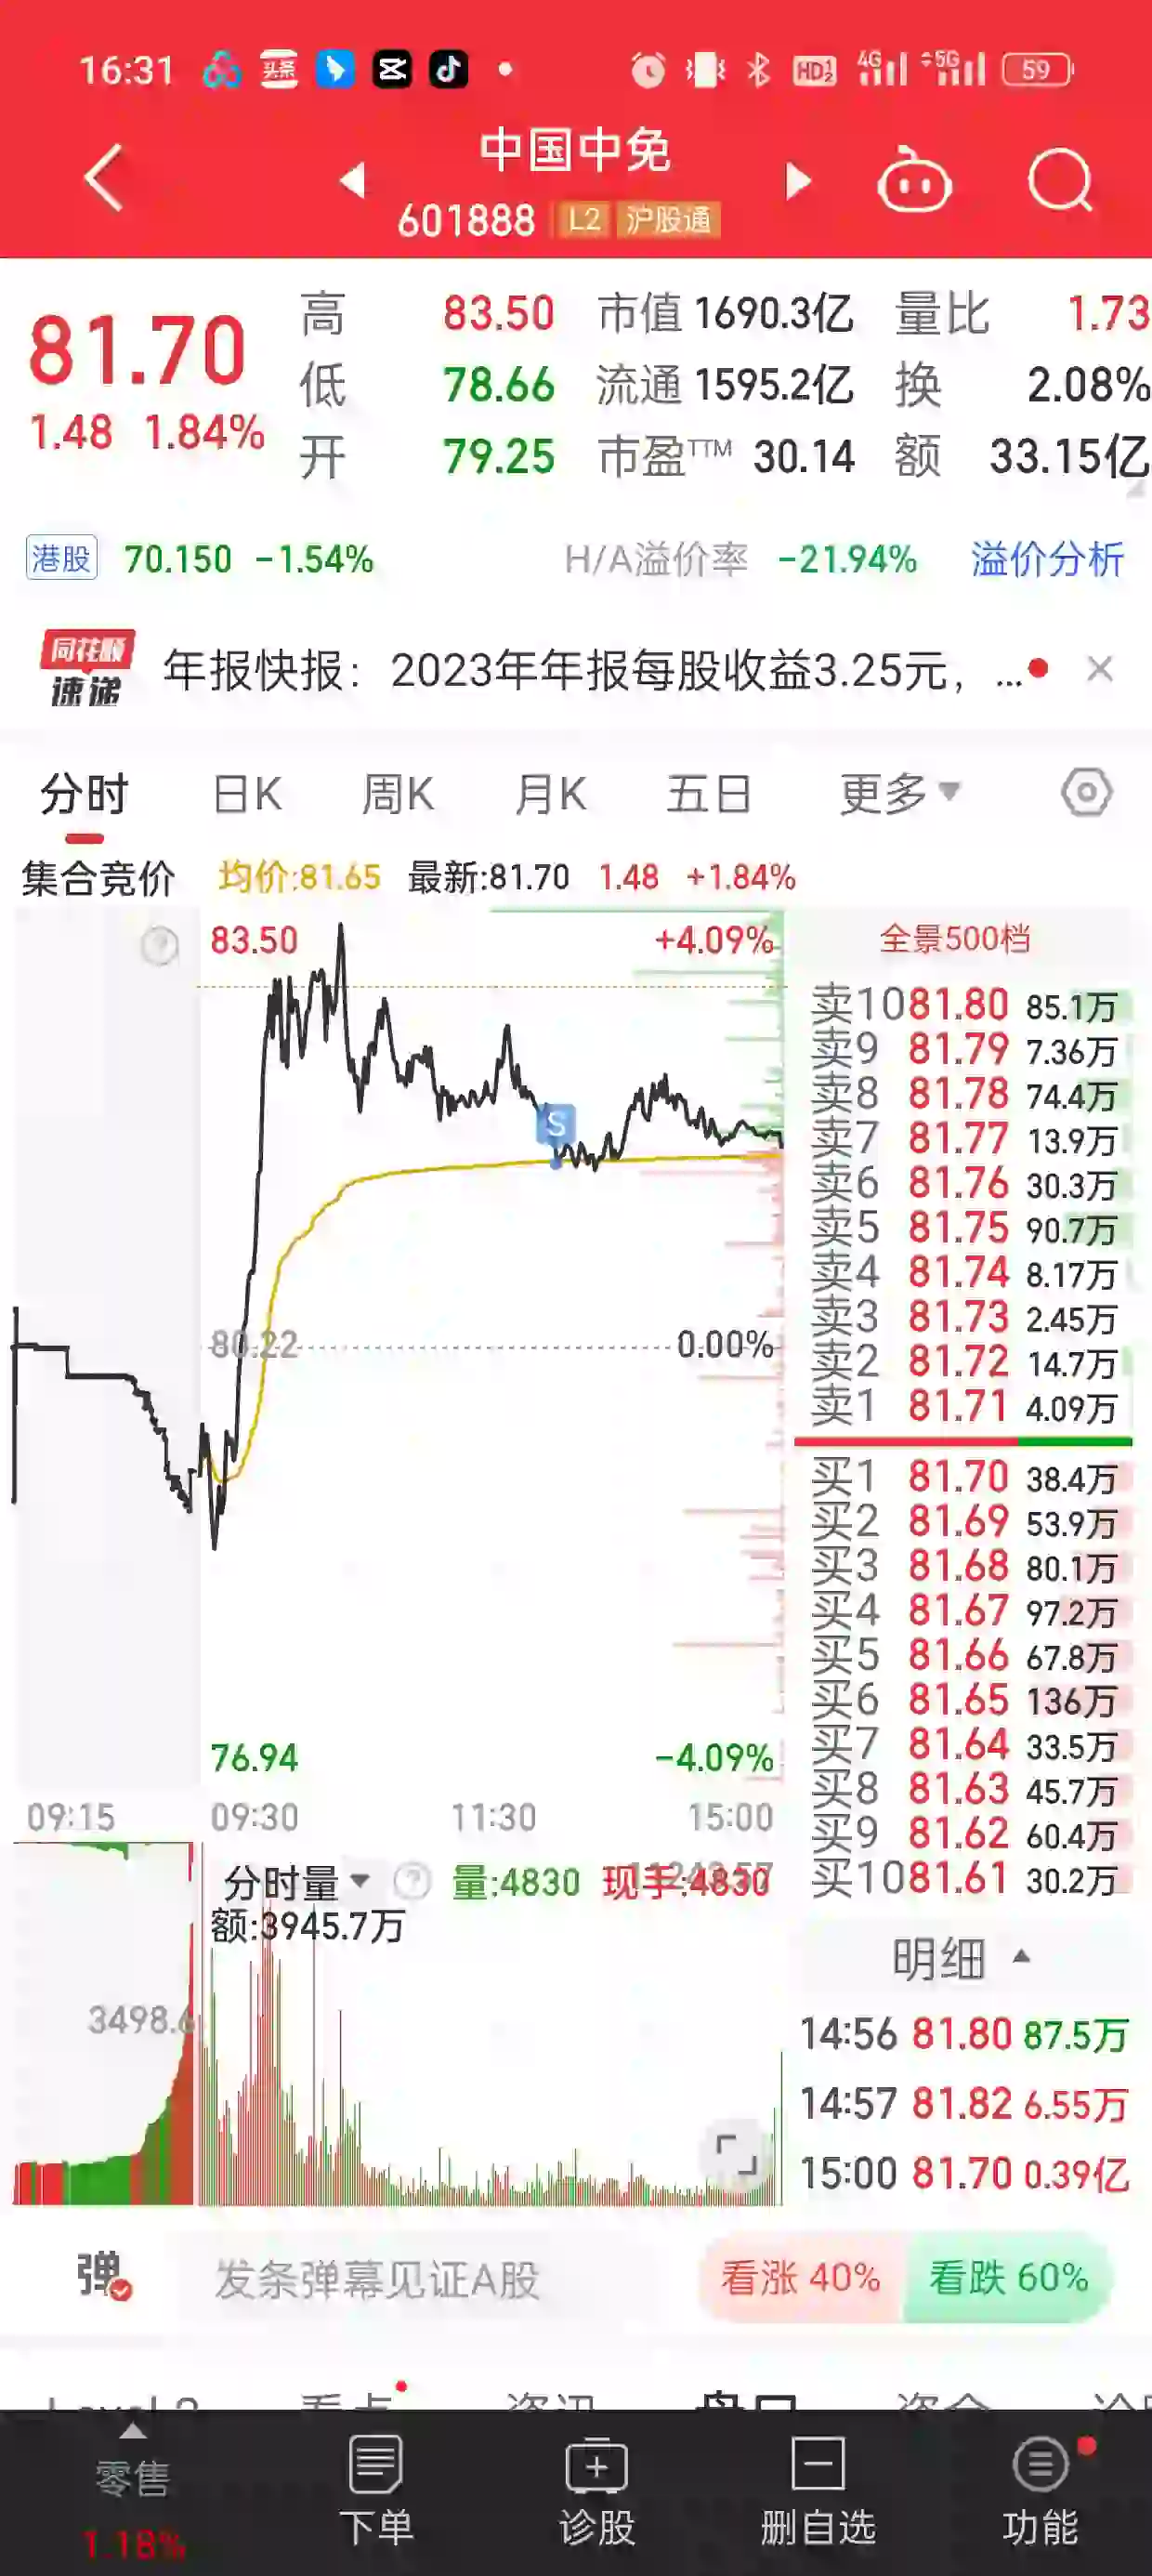 16:31 头条 HD1 4G 5G 59
中国中免
601888 L2 沪股通
81.70
1.48 1.84%
高 83.50 市值 1690.3亿 量比 1.73
低 78.66 流通 1595.2亿 换 2.08%
开 79.25 市盈TTM 30.14 额 33.15亿
港股 70.150 -1.54% H/A溢价率 -21.94% 溢价分析
同花顺
速递
年报快报：2023年年报每股收益3.25元，...
分时 日K 周K 月K 五日 更多
集合竞价 均价:81.65 最新:81.70 1.48 +1.84%
83.50 +4.09%
S
80.22 0.00%
76.94 -4.09%
09:15 09:30 11:30 15:00
全景500档
卖10 81.80 85.1万
卖9 81.79 7.36万
卖8 81.78 74.4万
卖7 81.77 13.9万
卖6 81.76 30.3万
卖5 81.75 90.7万
卖4 81.74 8.17万
卖3 81.73 2.45万
卖2 81.72 14.7万
卖1 81.71 4.09万
买1 81.70 38.4万
买2 81.69 53.9万
买3 81.68 80.1万
买4 81.67 97.2万
买5 81.66 67.8万
买6 81.65 136万
买7 81.64 33.5万
买8 81.63 45.7万
买9 81.62 60.4万
买10 81.61 30.2万
分时量 量:4830 现手:4830
额:3945.7万
3498.6
明细
14:56 81.80 87.5万
14:57 81.82 6.55万
15:00 81.70 0.39亿
弹 发条弹幕见证A股 看涨 40% 看跌 60%
零售
1.18%
下单 诊股 删自选 功能